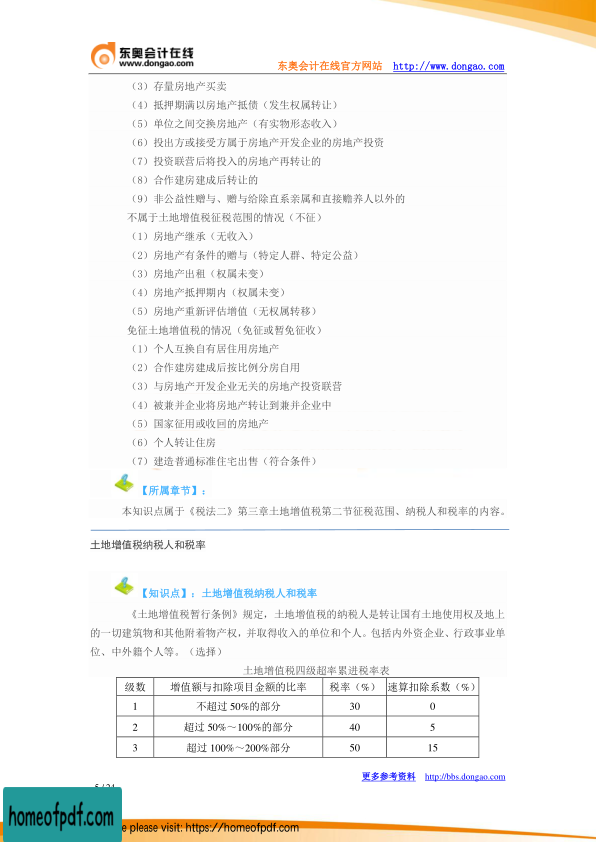 东奥会计在线
www.dongao.com
东奥会计在线官方网站 http://www.dongao.com
（3）存量房地产买卖
（4）抵押期满以房地产抵债（发生权属转让）
（5）单位之间交换房地产（有实物形态收入）
（6）投出方或接受方属于房地产开发企业的房地产投资
（7）投资联营后将投入的房地产再转让的
（8）合作建房建成后转让的
（9）非公益性赠与、赠与给除直系亲属和直接赡养人以外的
不属于土地增值税征税范围的情况（不征）
（1）房地产继承（无收入）
（2）房地产有条件的赠与（特定人群、特定公益）
（3）房地产出租（权属未变）
（4）房地产抵押期内（权属未变）
（5）房地产重新评估增值（无权属转移）
免征土地增值税的情况（免征或暂免征收）
（1）个人互换自有居住用房地产
（2）合作建房建成后按比例分房自用
（3）与房地产开发企业无关的房地产投资联营
（4）被兼并企业将房地产转让到兼并企业中
（5）国家征用或收回的房地产
（6）个人转让住房
（7）建造普通标准住宅出售（符合条件）
【所属章节】：
本知识点属于《税法二》第三章土地增值税第二节征税范围、纳税人和税率的内容。
土地增值税纳税人和税率
【知识点】：土地增值税纳税人和税率
《土地增值税暂行条例》规定，土地增值税的纳税人是转让国有土地使用权及地上
的一切建筑物和其他附着物产权，并取得收入的单位和个人。包括内外资企业、行政事业单
位、中外籍个人等。（选择）
土地增值税四级超率累进税率表
级数 增值额与扣除项目金额的比率 税率（%） 速算扣除系数（%）
1 不超过 50%的部分 30 0
2 超过 50%～100%的部分 40 5
3 超过 100%～200%部分 50 15
更多参考资料 http://bbs.dongao.com
homeofpdf.com
please visit: https://homeofpdf.com